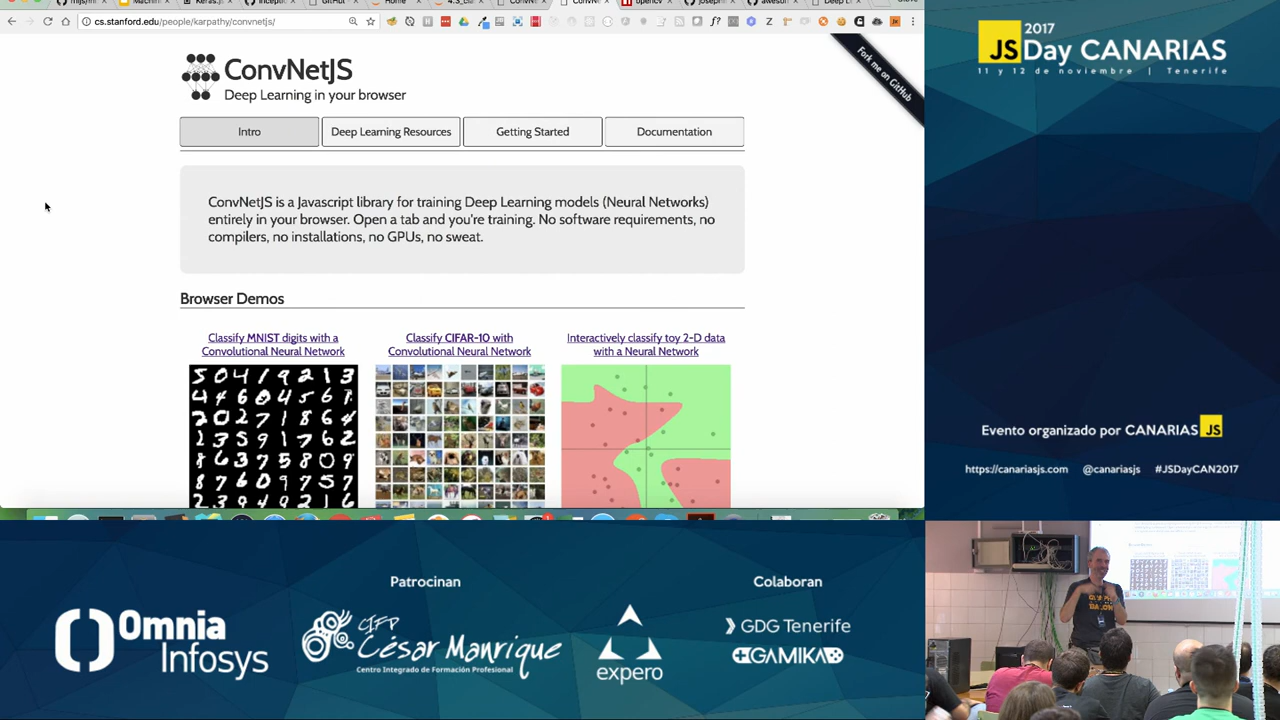 cs.stanford.edu/people/karpathy/convnetjs/
ConvNetJS
Deep Learning in your browser
Fork me on GitHub
Intro
Deep Learning Resources
Getting Started
Documentation
ConvNetJS is a Javascript library for training Deep Learning models (Neural Networks)
entirely in your browser. Open a tab and you're training. No software requirements, no
compilers, no installations, no GPUs, no sweat.
Browser Demos
Classify MNIST digits with a
Convolutional Neural Network
Classify CIFAR-10 with
Convolutional Neural Network
Interactively classify toy 2-D data
with a Neural Network
2017
JSDay CANARIAS
11 y 12 de noviembre | Tenerife
Evento organizado por CANARIAS JS
https://canariasjs.com @canariasjs #JSDayCAN2017
Patrocinan
Omnia
Infosys
CIFP
César Manrique
Centro Integrado de Formación Profesional
expero
Colaboran
GDG Tenerife
GAMIKA